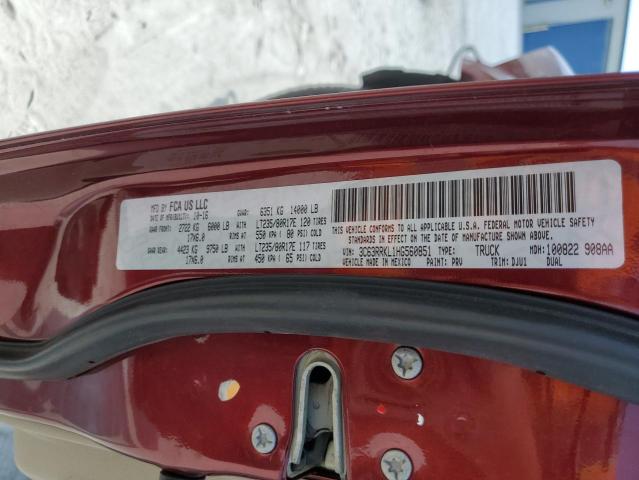 MFD BY FCA US LLC
DATE OF MFR(BUILT): 10-16 GVWR: 6351 KG 14000 LB
GAWR FRONT: 2722 KG 6000 LB WITH TIRES LT235/80R17E 120
17X6.0 RIMS AT 550 KPA ( 80 PSI) COLD
GAWR REAR: 4423 KG 9750 LB WITH TIRES LT235/80R17E 117
17X6.0 RIMS AT 450 KPA ( 65 PSI) COLD
THIS VEHICLE CONFORMS TO ALL APPLICABLE U.S.A. FEDERAL MOTOR VEHICLE SAFETY
STANDARDS IN EFFECT ON THE DATE OF MANUFACTURE SHOWN ABOVE.
VIN: 3C63RRKL1HG560851 TYPE: TRUCK MDH: 100822 908AA
VEHICLE MADE IN MEXICO PAINT: PRV TRIM: DJU1 DUAL